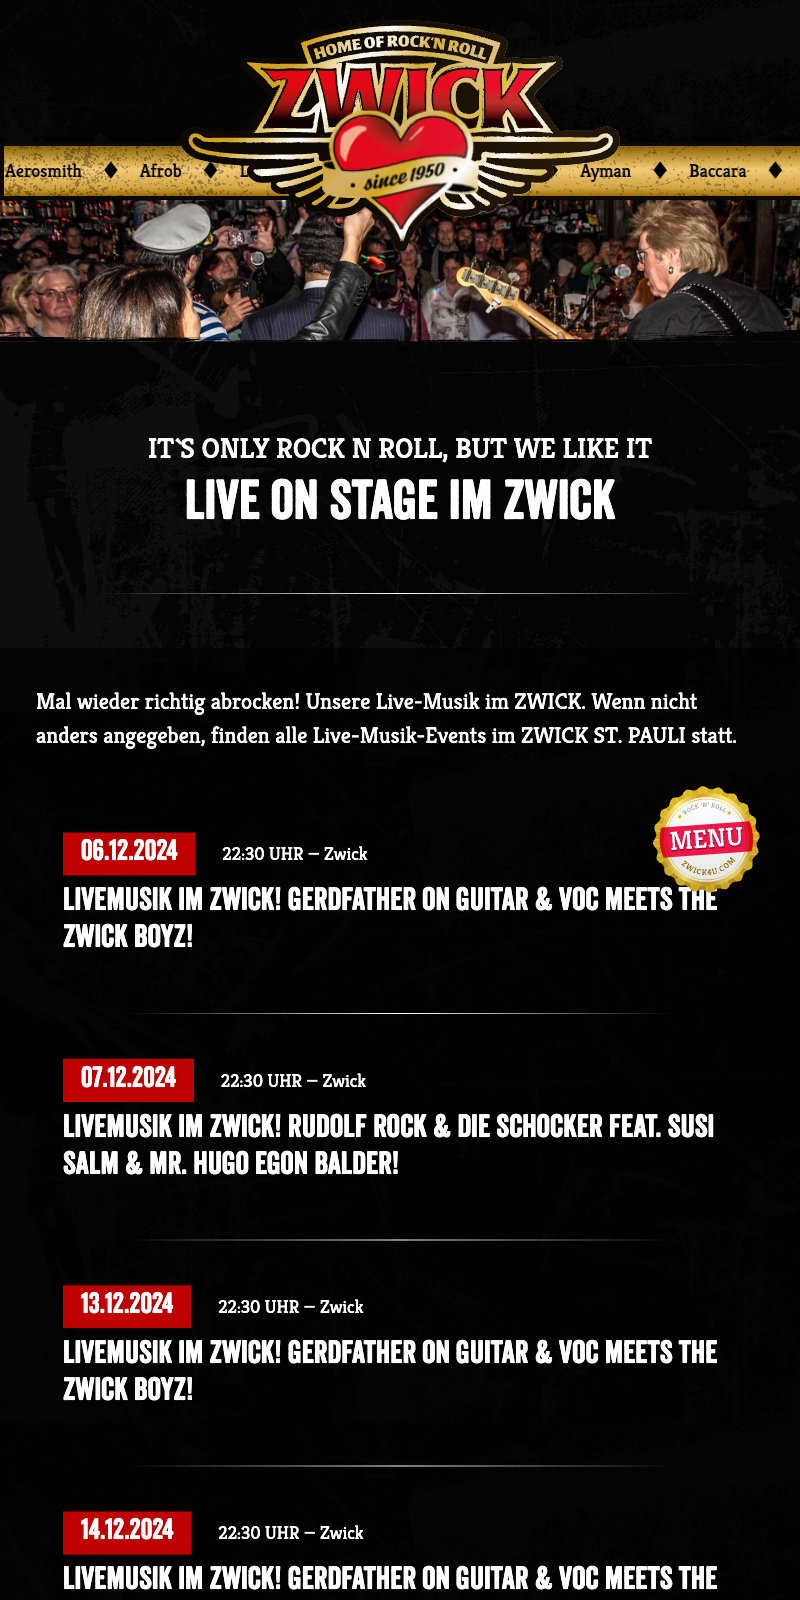 HOME OF ROCK'N ROLL
ZWICK
Aerosmith ♦ Afrob ♦
since 1950
Ayman ♦ Baccara ♦
IT`S ONLY ROCK N ROLL, BUT WE LIKE IT
LIVE ON STAGE IM ZWICK
Mal wieder richtig abrocken! Unsere Live-Musik im ZWICK. Wenn nicht
anders angegeben, finden alle Live-Musik-Events im ZWICK ST. PAULI statt.
ROCK 'N' ROLL
MENU
ZWICK4U.COM
06.12.2024 22:30 UHR – Zwick
LIVEMUSIK IM ZWICK! GERDFATHER ON GUITAR & VOC MEETS THE
ZWICK BOYZ!
07.12.2024 22:30 UHR – Zwick
LIVEMUSIK IM ZWICK! RUDOLF ROCK & DIE SCHOCKER FEAT. SUSI
SALM & MR. HUGO EGON BALDER!
13.12.2024 22:30 UHR – Zwick
LIVEMUSIK IM ZWICK! GERDFATHER ON GUITAR & VOC MEETS THE
ZWICK BOYZ!
14.12.2024 22:30 UHR – Zwick
LIVEMUSIK IM ZWICK! GERDFATHER ON GUITAR & VOC MEETS THE